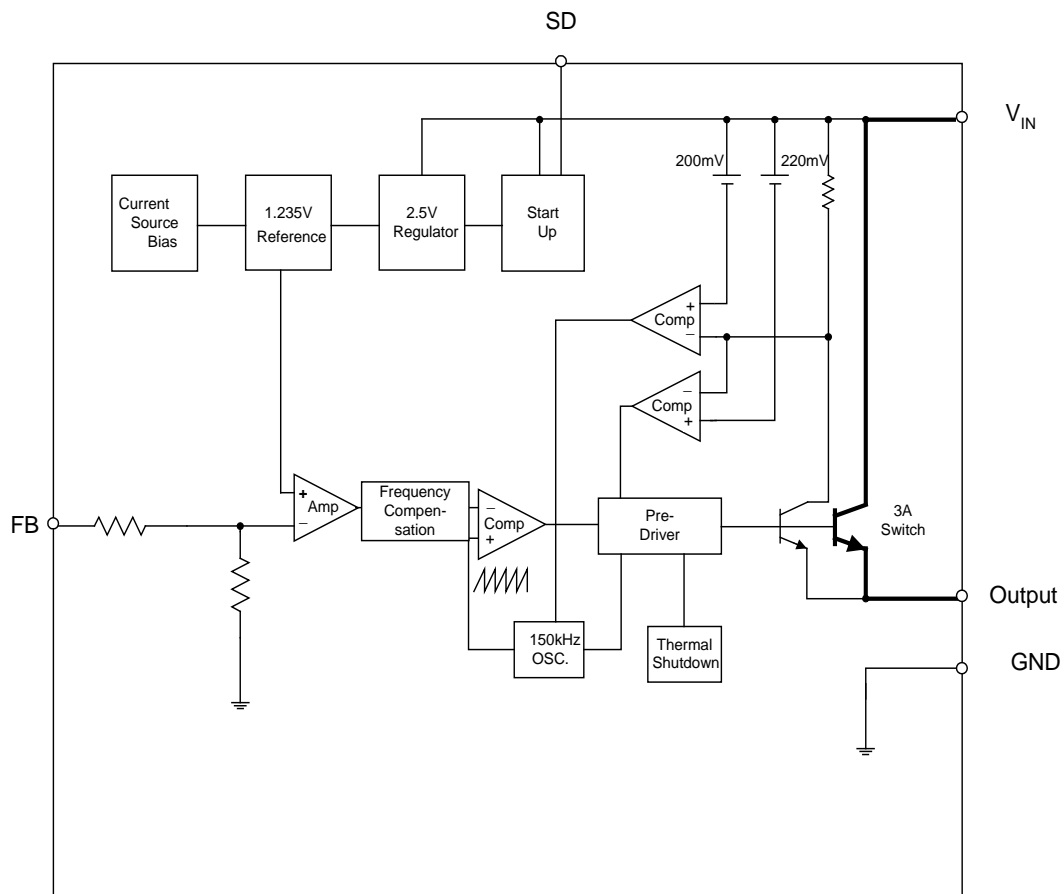 SD
V_IN
200mV
220mV
Current
Source
Bias
1.235V
Reference
2.5V
Regulator
Start
Up
+
Comp
−
−
Comp
+
FB
+
Amp
−
Frequency
Compen-
sation
−
Comp
+
Pre-
Driver
3A
Switch
Output
150kHz
OSC.
Thermal
Shutdown
GND